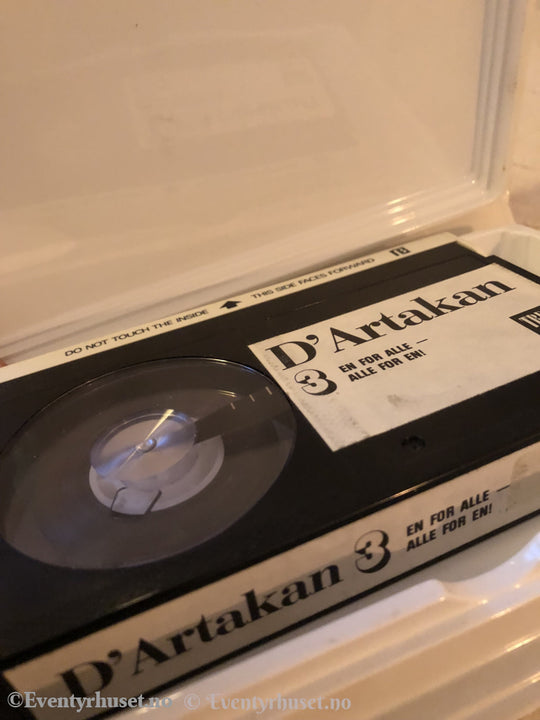 DO NOT TOUCH THE INSIDE THIS SIDE FACES FORWARD
D'Artakan
3 EN FOR ALLE —
ALLE FOR EN!
D'Artakan 3 EN FOR ALLE —
ALLE FOR EN!
©Eventyrhuset.no © Eventyrhuset.no